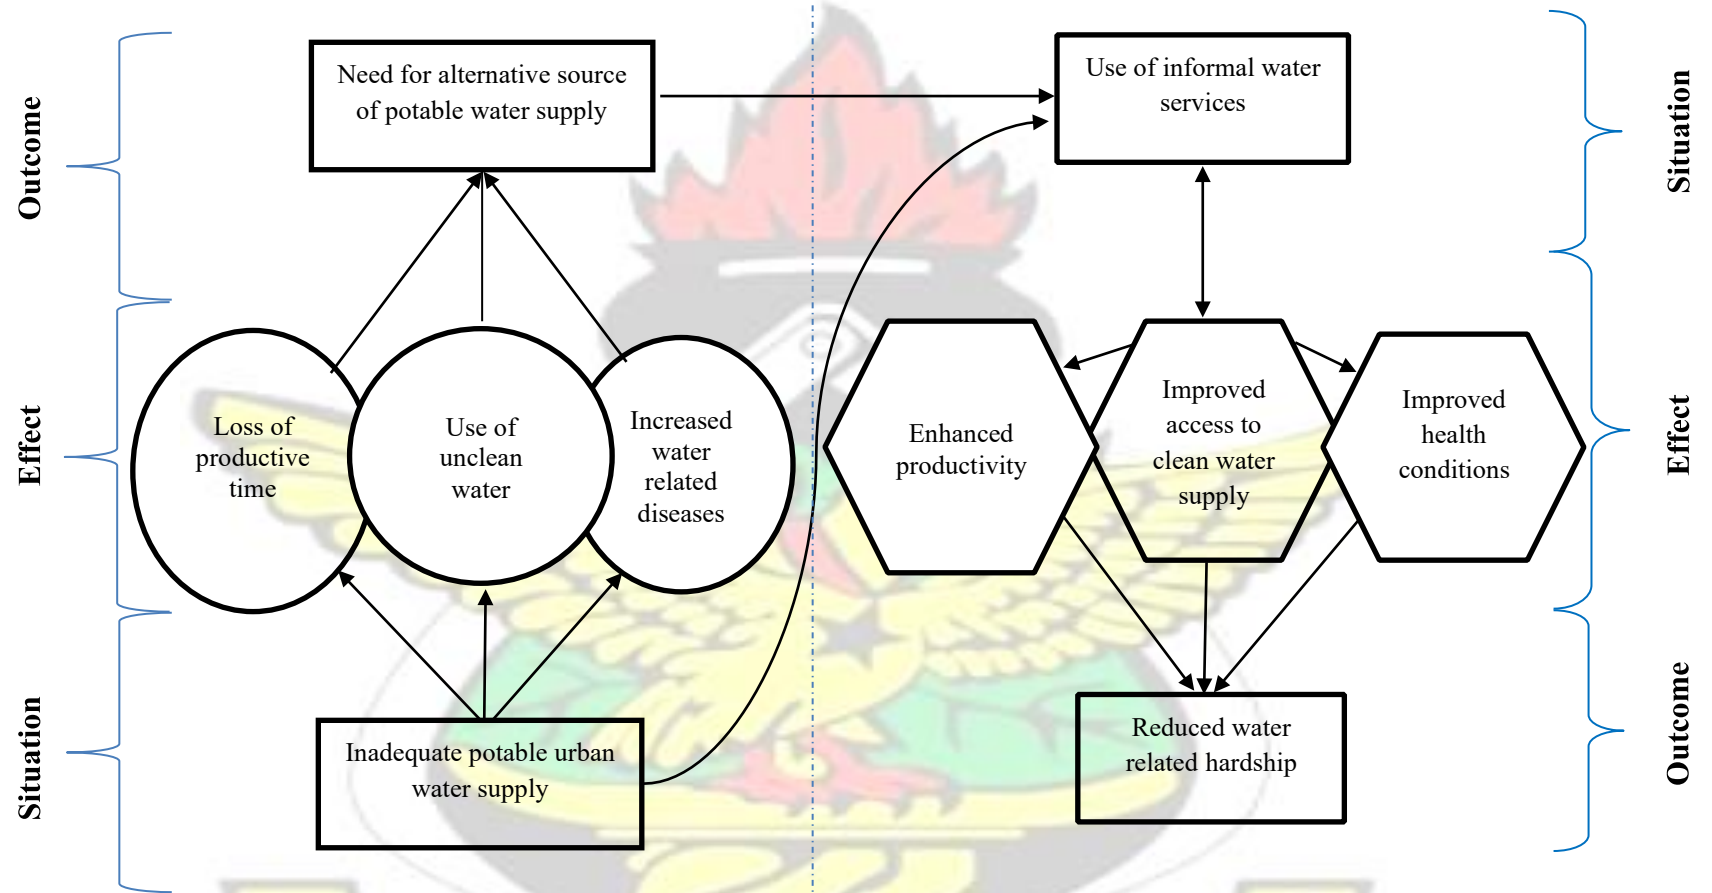 Outcome
Need for alternative source
of potable water supply
Use of informal water
services
Situation
Effect
Loss of
productive
time
Use of
unclean
water
Increased
water
related
diseases
Enhanced
productivity
Improved
access to
clean water
supply
Improved
health
conditions
Effect
Situation
Inadequate potable urban
water supply
Reduced water
related hardship
Outcome